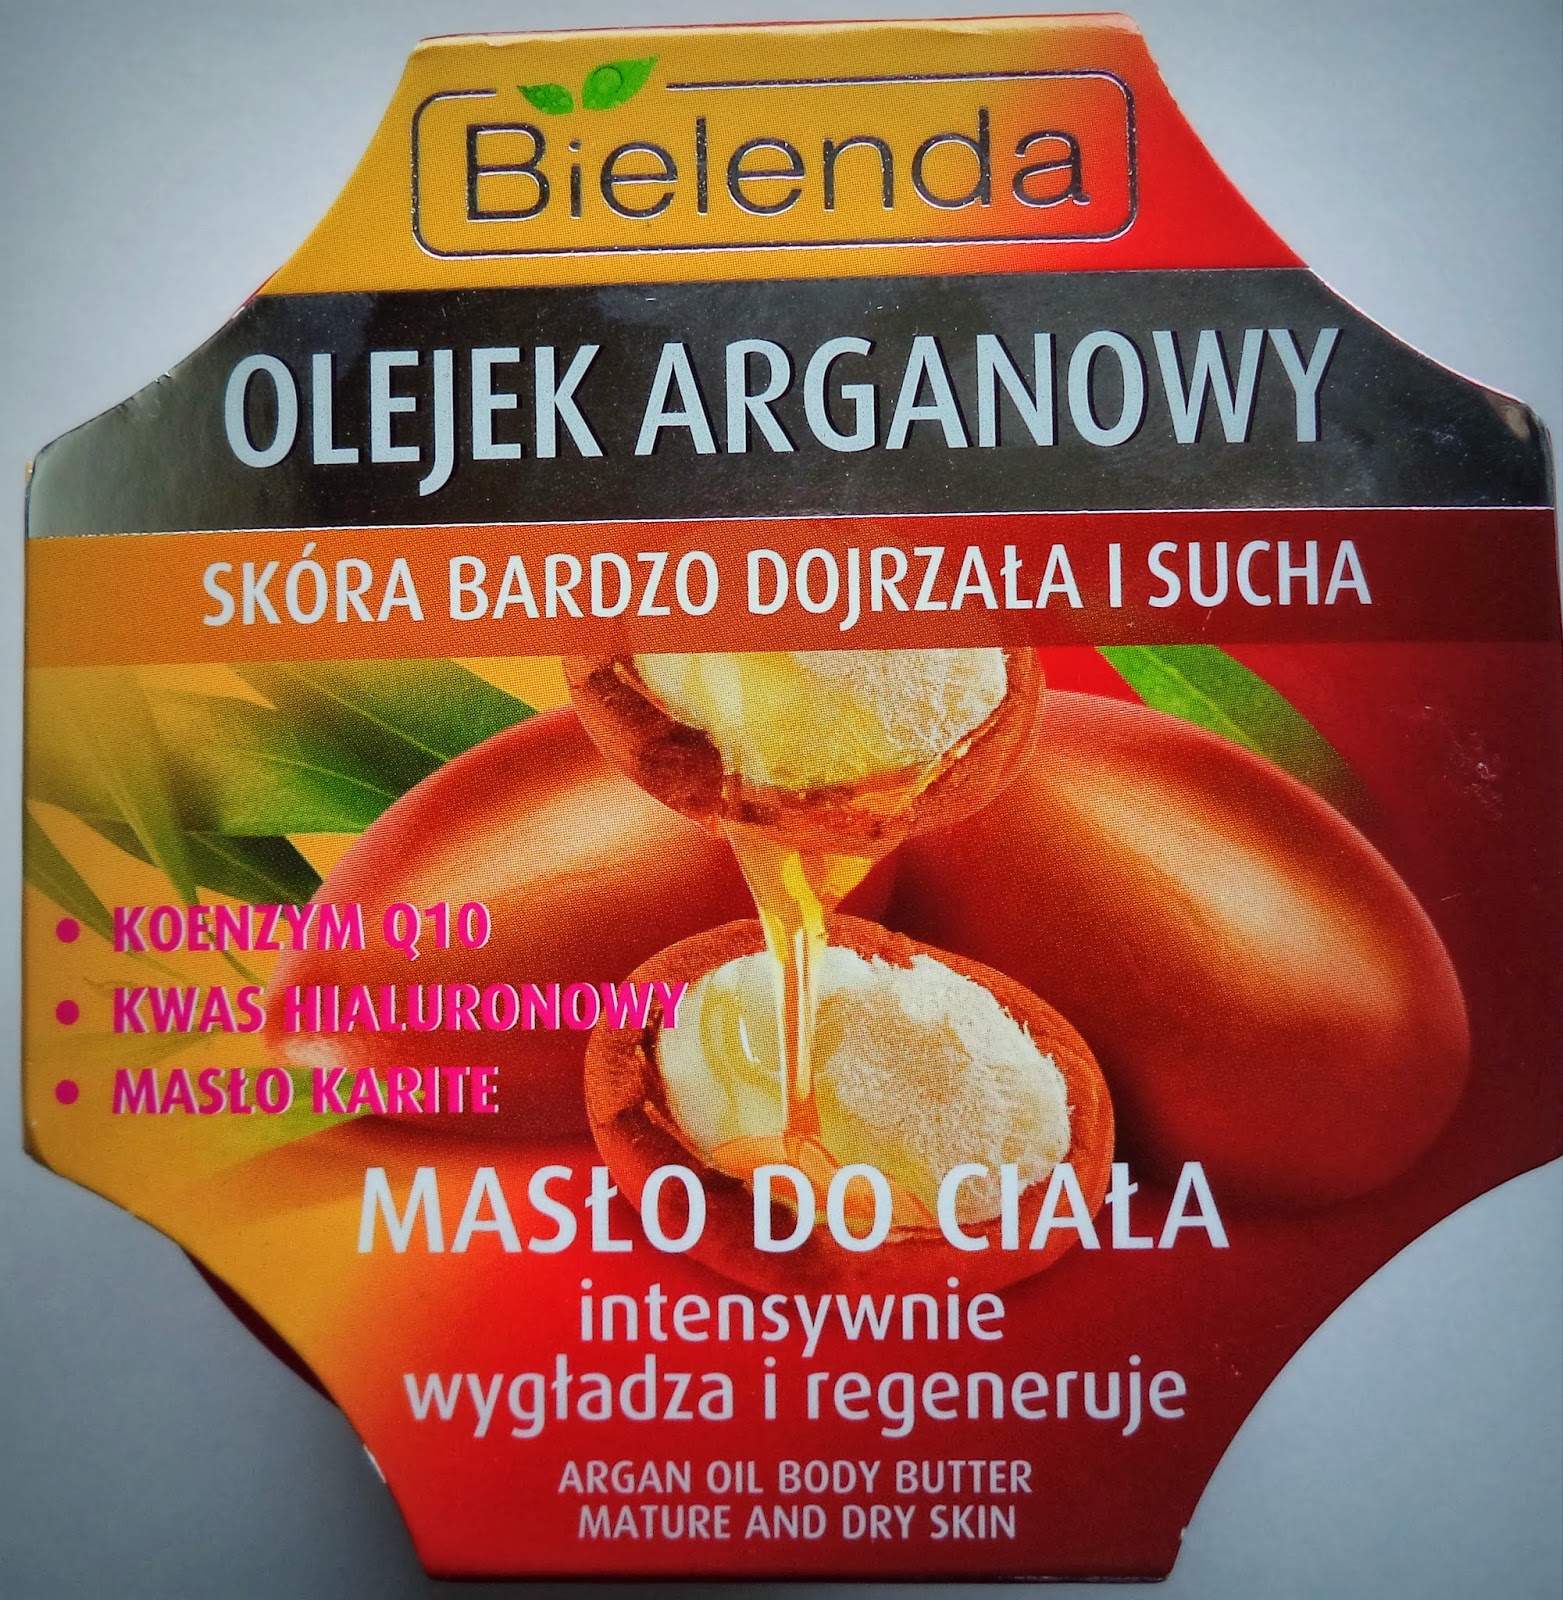 Bielenda
OLEJEK ARGANOWY
SKÓRA BARDZO DOJRZAŁA I SUCHA
• KOENZYM Q10
• KWAS HIALURONOWY
• MASŁO KARITE
MASŁO DO CIAŁA
intensywnie
wygładza i regeneruje
ARGAN OIL BODY BUTTER
MATURE AND DRY SKIN